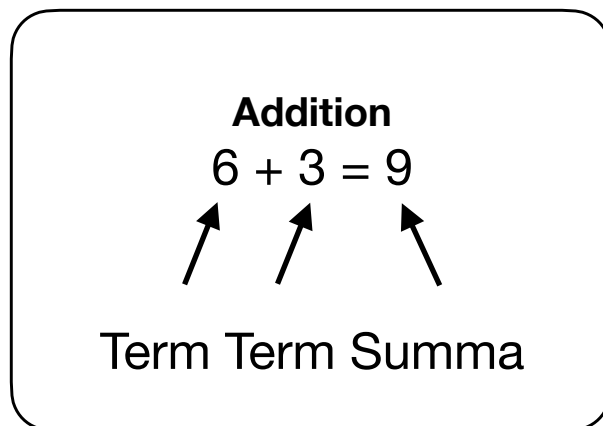 Addition
6 + 3 = 9
Term Term Summa